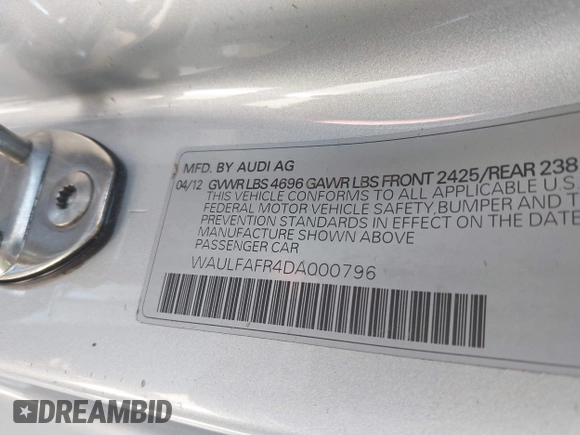 MFD. BY AUDI AG
04/12 GVWR LBS 4696 GAWR LBS FRONT 2425/REAR 238
THIS VEHICLE CONFORMS TO ALL APPLICABLE U S
FEDERAL MOTOR VEHICLE SAFETY,BUMPER AND T
PREVENTION STANDARDS IN EFFECT ON THE DATE
MANUFACTURE SHOWN ABOVE
PASSENGER CAR
WAULFAFR4DA000796
DREAMBID